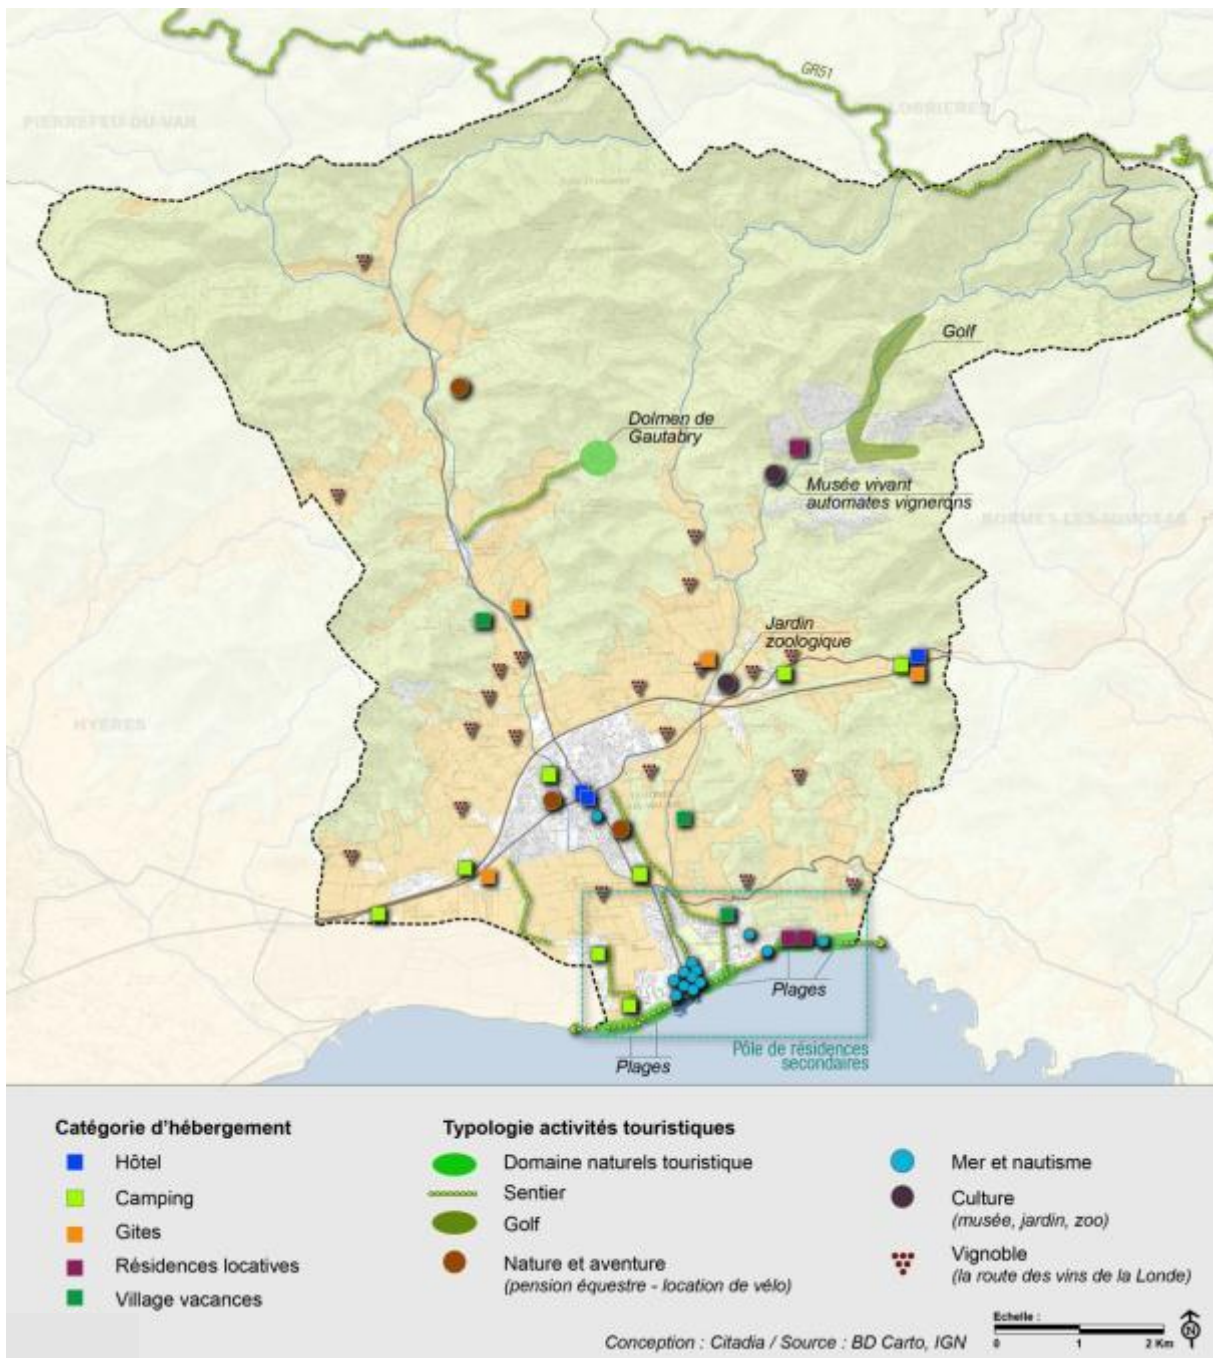 GR51
PIERREFEU-DU-VAR
Golf
Dolmen de
Gautabry
Musée vivant
automates vignerons
BORMES-LES-MIMOSAS
Jardin
zoologique
HYERES
Plages
Pôle de résidences
secondaires
Plages
Catégorie d'hébergement
Hôtel
Camping
Gites
Résidences locatives
Village vacances
Typologie activités touristiques
Domaine naturels touristique
Sentier
Golf
Nature et aventure
(pension équestre - location de vélo)
Mer et nautisme
Culture
(musée, jardin, zoo)
Vignoble
(la route des vins de la Londe)
Echelle :
0 1 2 Km
N
Conception : Citadia / Source : BD Carto, IGN